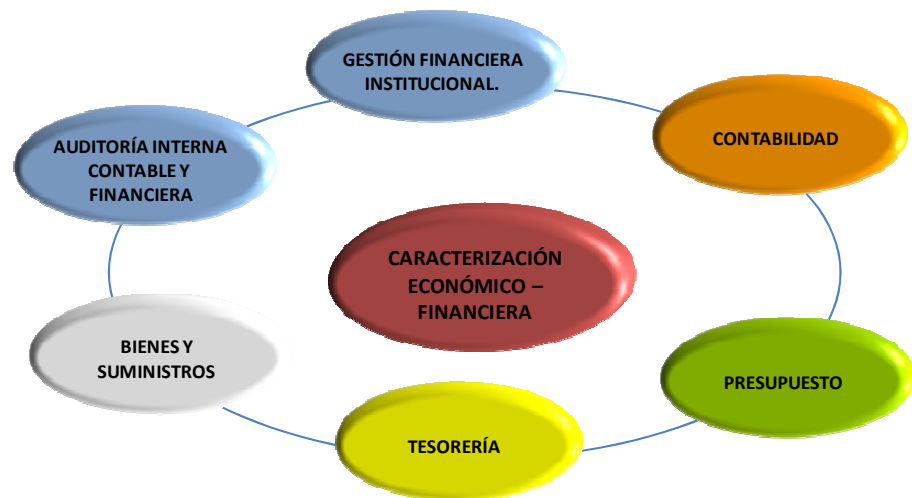 GESTIÓN FINANCIERA
INSTITUCIONAL.
CONTABILIDAD
PRESUPUESTO
TESORERÍA
BIENES Y
SUMINISTROS
AUDITORÍA INTERNA
CONTABLE Y
FINANCIERA
CARACTERIZACIÓN
ECONÓMICO –
FINANCIERA